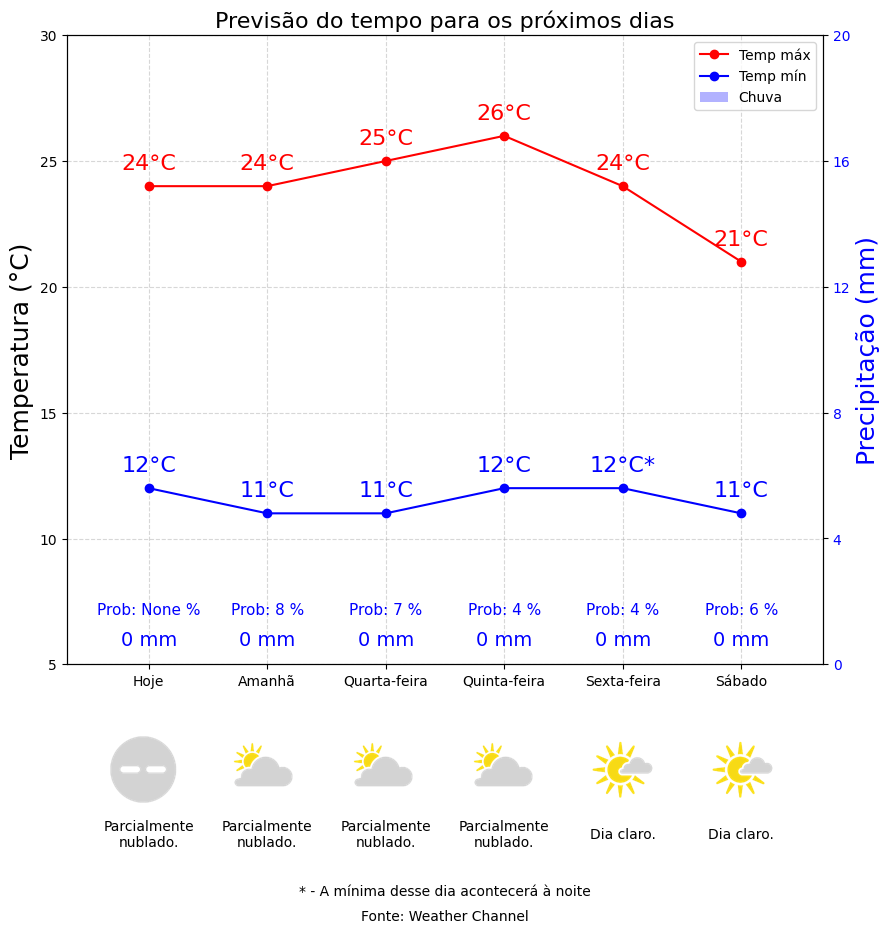 Previsão do tempo para os próximos dias
Temp máx
Temp mín
Chuva
Temperatura (°C)
Precipitação (mm)
30
25
20
15
10
5
20
16
12
8
4
0
24°C 24°C 25°C 26°C 24°C 21°C
12°C 11°C 11°C 12°C 12°C* 11°C
Prob: None % Prob: 8 % Prob: 7 % Prob: 4 % Prob: 4 % Prob: 6 %
0 mm 0 mm 0 mm 0 mm 0 mm 0 mm
Hoje Amanhã Quarta-feira Quinta-feira Sexta-feira Sábado
Parcialmente
nublado.
Parcialmente
nublado.
Parcialmente
nublado.
Parcialmente
nublado.
Dia claro.
Dia claro.
* - A mínima desse dia acontecerá à noite
Fonte: Weather Channel